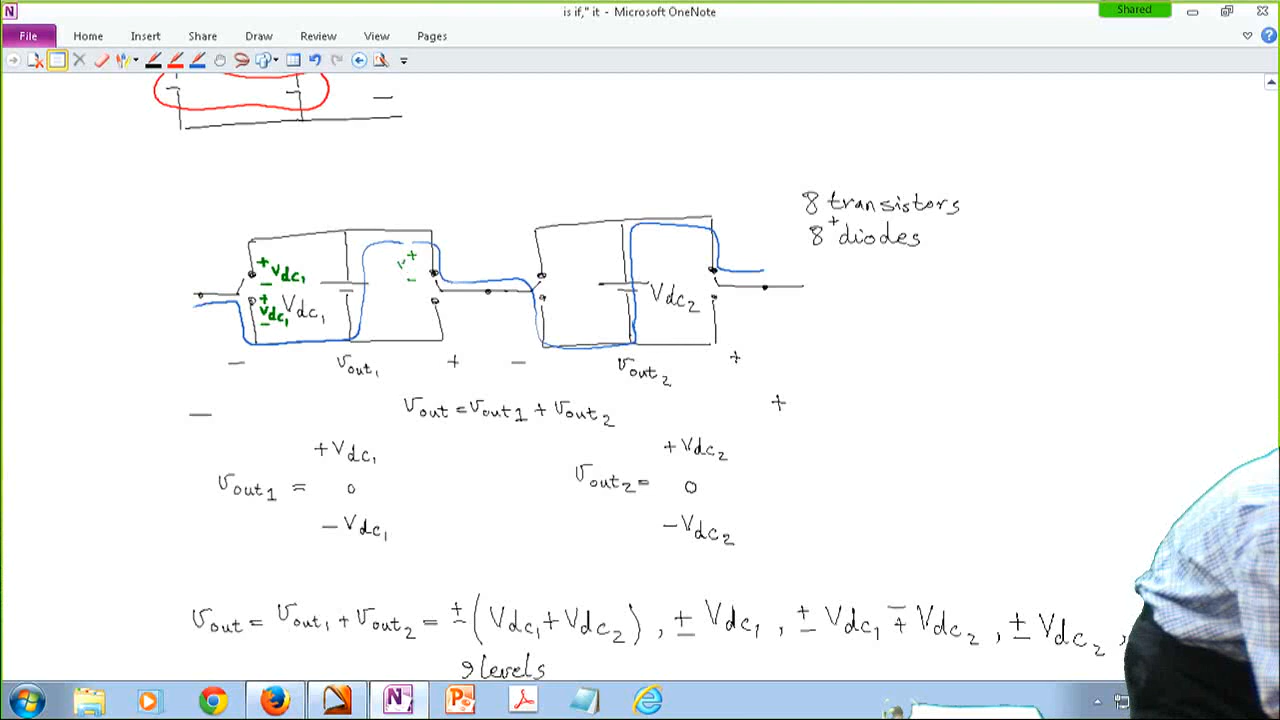 is if," it - Microsoft OneNote
Shared
File Home Insert Share Draw Review View Pages
8 transistors
+
8 diodes
+ Vdc1 -
+ Vdc1 -
Vdc1
+ v -
Vdc2
- vout1 + - vout2 +
- vout = vout1 + vout2 +
+Vdc1
vout1 = 0
-Vdc1
+Vdc2
vout2 = 0
-Vdc2
vout = vout1 + vout2 = ±(Vdc1 + Vdc2), ± Vdc1, ± Vdc1 ∓ Vdc2, ± Vdc2,
9 levels